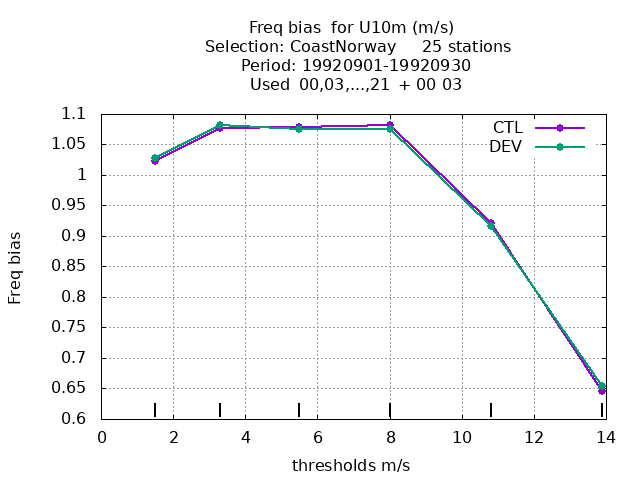 Freq bias  for U10m (m/s)
Selection: CoastNorway     25 stations
Period: 19920901-19920930
Used  00,03,...,21  + 00 03
CTL
DEV
1.1
1.05
1
0.95
0.9
0.85
0.8
0.75
0.7
0.65
0.6
Freq bias
0 2 4 6 8 10 12 14
thresholds m/s